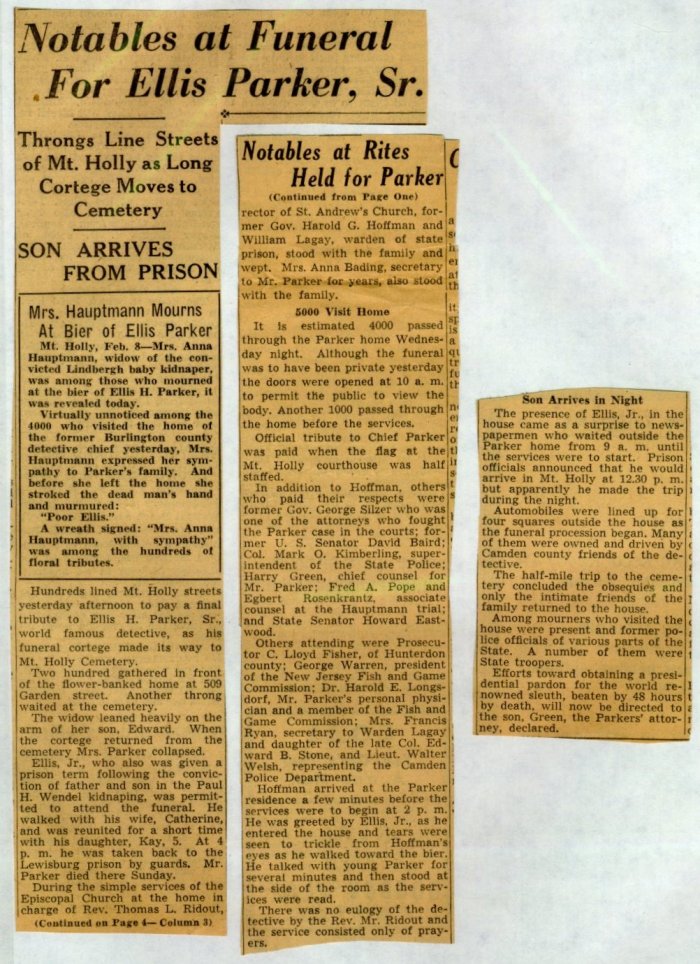 Notables at Funeral
For Ellis Parker, Sr.
Throngs Line Streets
of Mt. Holly as Long
Cortege Moves to
Cemetery
SON ARRIVES
FROM PRISON
Mrs. Hauptmann Mourns
At Bier of Ellis Parker
Mt. Holly, Feb. 8—Mrs. Anna
Hauptmann, widow of the con-
victed Lindbergh baby kidnaper,
was among those who mourned
at the bier of Ellis H. Parker, it
was revealed today.
Virtually unnoticed among the
4000 who visited the home of
the former Burlington county
detective chief yesterday, Mrs.
Hauptmann expressed her sym-
pathy to Parker's family. And
before she left the home she
stroked the dead man's hand
and murmured:
"Poor Ellis."
A wreath signed: "Mrs. Anna
Hauptmann, with sympathy"
was among the hundreds of
floral tributes.
Hundreds lined Mt. Holly streets
yesterday afternoon to pay a final
tribute to Ellis H. Parker, Sr.,
world famous detective, as his
funeral cortege made its way to
Mt. Holly Cemetery.
Two hundred gathered in front
of the flower-banked home at 509
Garden street. Another throng
waited at the cemetery.
The widow leaned heavily on the
arm of her son, Edward. When
the cortege returned from the
cemetery Mrs. Parker collapsed.
Ellis, Jr., who also was given a
prison term following the convic-
tion of father and son in the Paul
H. Wendel kidnaping, was permit-
ted to attend the funeral. He
walked with his wife, Catherine,
and was reunited for a short time
with his daughter, Kay, 5. At 4
p. m. he was taken back to the
Lewisburg prison by guards. Mr.
Parker died there Sunday.
During the simple services of the
Episcopal Church at the home in
charge of Rev. Thomas L. Ridout,
(Continued on Page 4—Column 3)
Notables at Rites
Held for Parker
(Continued from Page One)
rector of St. Andrew's Church, for-
mer Gov. Harold G. Hoffman and
William Lagay, warden of state
prison, stood with the family and
wept. Mrs. Anna Bading, secretary
to Mr. Parker for years, also stood
with the family.
5000 Visit Home
It is estimated 4000 passed
through the Parker home Wednes-
day night. Although the funeral
was to have been private yesterday
the doors were opened at 10 a. m.
to permit the public to view the
body. Another 1000 passed through
the home before the services.
Official tribute to Chief Parker
was paid when the flag at the
Mt. Holly courthouse was half
staffed.
In addition to Hoffman, others
who paid their respects were
former Gov. George Silzer who was
one of the attorneys who fought
the Parker case in the courts; for-
mer U. S. Senator David Baird;
Col. Mark O. Kimberling, super-
intendent of the State Police;
Harry Green, chief counsel for
Mr. Parker; Fred A. Pope and
Egbert Rosenkrantz, associate
counsel at the Hauptmann trial;
and State Senator Howard East-
wood.
Others attending were Prosecu-
tor C. Lloyd Fisher, of Hunterdon
county; George Warren, president
of the New Jersey Fish and Game
Commission; Dr. Harold E. Longs-
dorf, Mr. Parker's personal physi-
cian and a member of the Fish and
Game Commission; Mrs. Francis
Ryan, secretary to Warden Lagay
and daughter of the late Col. Ed-
ward B. Stone, and Lieut. Walter
Welsh, representing the Camden
Police Department.
Hoffman arrived at the Parker
residence a few minutes before the
services were to begin at 2 p. m.
He was greeted by Ellis, Jr., as he
entered the house and tears were
seen to trickle from Hoffman's
eyes as he walked toward the bier.
He talked with young Parker for
several minutes and then stood at
the side of the room as the serv-
ices were read.
There was no eulogy of the de-
tective by the Rev. Mr. Ridout and
the service consisted only of pray-
ers.
Son Arrives in Night
The presence of Ellis, Jr., in the
house came as a surprise to news-
papermen who waited outside the
Parker home from 9 a. m. until
the services were to start. Prison
officials announced that he would
arrive in Mt. Holly at 12.30 p. m.
but apparently he made the trip
during the night.
Automobiles were lined up for
four squares outside the house as
the funeral procession began. Many
of them were owned and driven by
Camden county friends of the de-
tective.
The half-mile trip to the ceme-
tery concluded the obsequies and
only the intimate friends of the
family returned to the house.
Among mourners who visited the
house were present and former po-
lice officials of various parts of the
State. A number of them were
State troopers.
Efforts toward obtaining a presi-
dential pardon for the world re-
nowned sleuth, beaten by 48 hours
by death, will now be directed to
the son, Green, the Parkers' attor-
ney, declared.